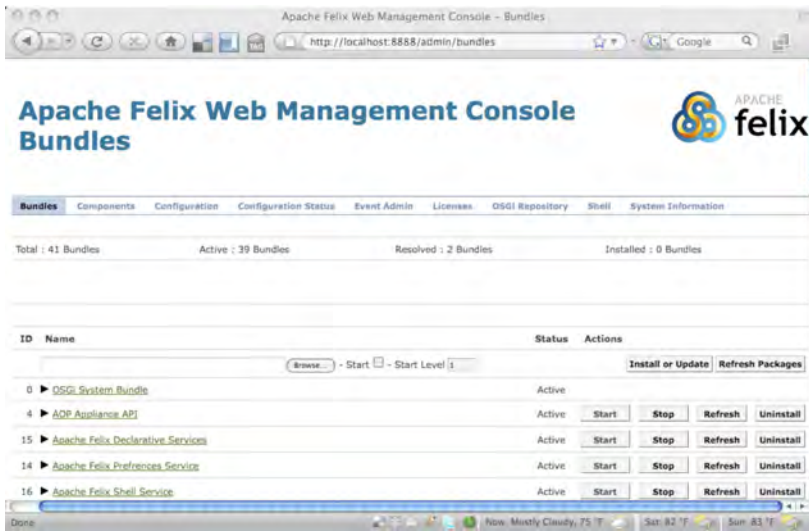 Apache Felix Web Management Console – Bundles
http://localhost:8888/admin/bundles
Google
Apache Felix Web Management Console
Bundles
APACHE
felix
Bundles Components Configuration Configuration Status Event Admin Licenses OSGi Repository Shell System Information
Total : 41 Bundles Active : 39 Bundles Resolved : 2 Bundles Installed : 0 Bundles
ID Name Status Actions
Browse... - Start - Start Level 1 Install or Update Refresh Packages
0 OSGi System Bundle Active
4 AOP Appliance API Active Start Stop Refresh Uninstall
15 Apache Felix Declarative Services Active Start Stop Refresh Uninstall
14 Apache Felix Prefrences Service Active Start Stop Refresh Uninstall
16 Apache Felix Shell Service Active Start Stop Refresh Uninstall
Done Now: Mostly Cloudy, 75 °F Sat: 82 °F Sun: 83 °F